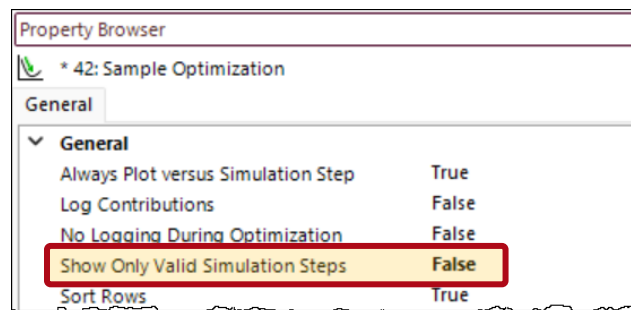 Property Browser
* 42: Sample Optimization
General
General
Always Plot versus Simulation Step True
Log Contributions False
No Logging During Optimization False
Show Only Valid Simulation Steps False
Sort Rows True